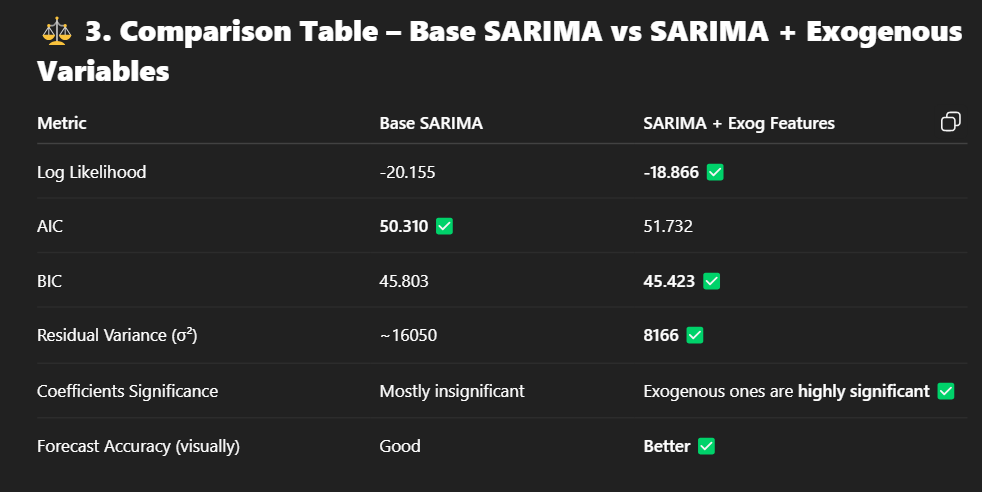 ⚖️ 3. Comparison Table – Base SARIMA vs SARIMA + Exogenous
Variables
Metric Base SARIMA SARIMA + Exog Features
Log Likelihood -20.155 -18.866 ✅
AIC 50.310 ✅ 51.732
BIC 45.803 45.423 ✅
Residual Variance (σ²) ~16050 8166 ✅
Coefficients Significance Mostly insignificant Exogenous ones are highly significant ✅
Forecast Accuracy (visually) Good Better ✅